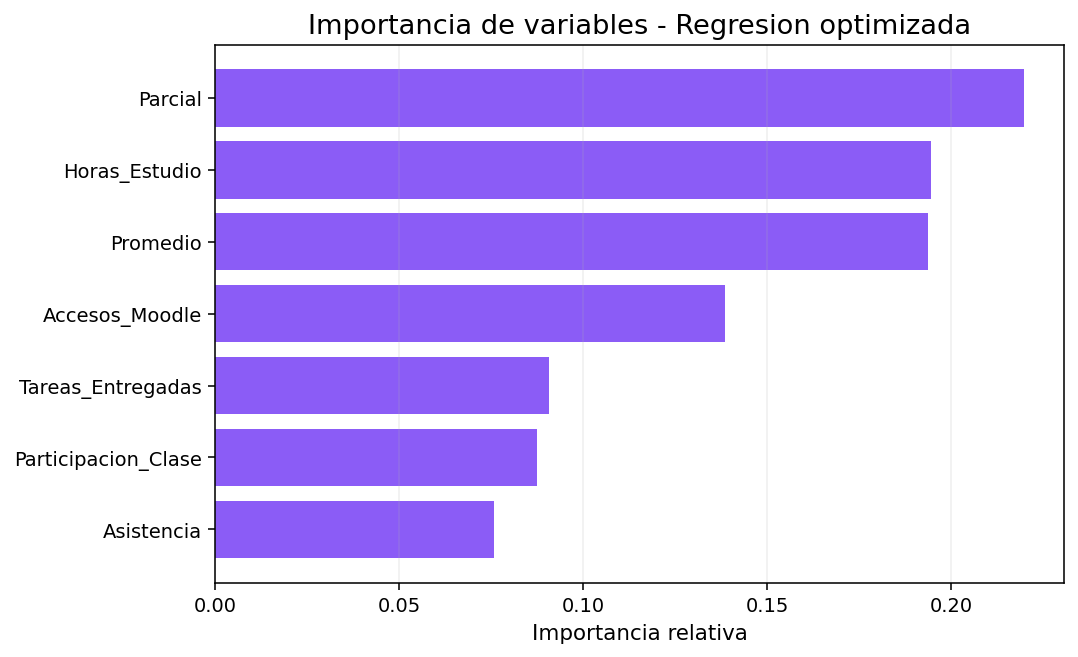 Importancia de variables - Regresion optimizada
Parcial
Horas_Estudio
Promedio
Accesos_Moodle
Tareas_Entregadas
Participacion_Clase
Asistencia
0.00 0.05 0.10 0.15 0.20
Importancia relativa